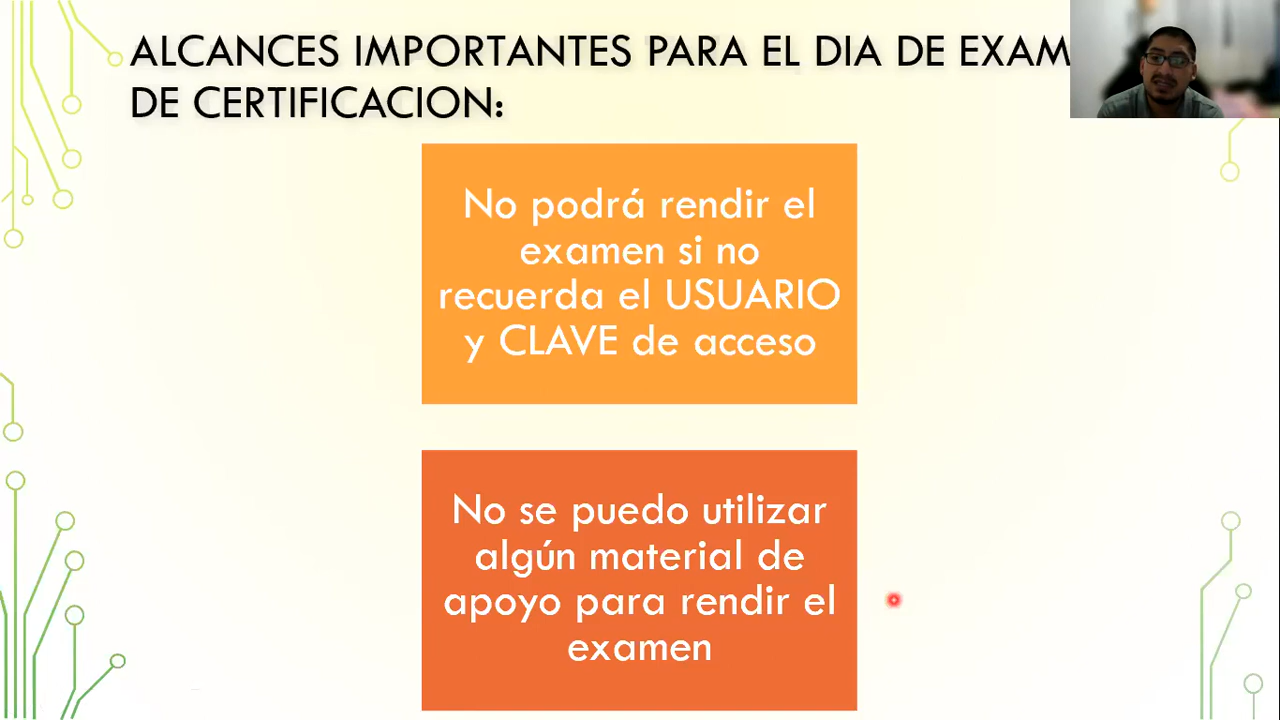 ALCANCES IMPORTANTES PARA EL DIA DE EXAM
DE CERTIFICACION:
No podrá rendir el
examen si no
recuerda el USUARIO
y CLAVE de acceso
No se puedo utilizar
algún material de
apoyo para rendir el
examen